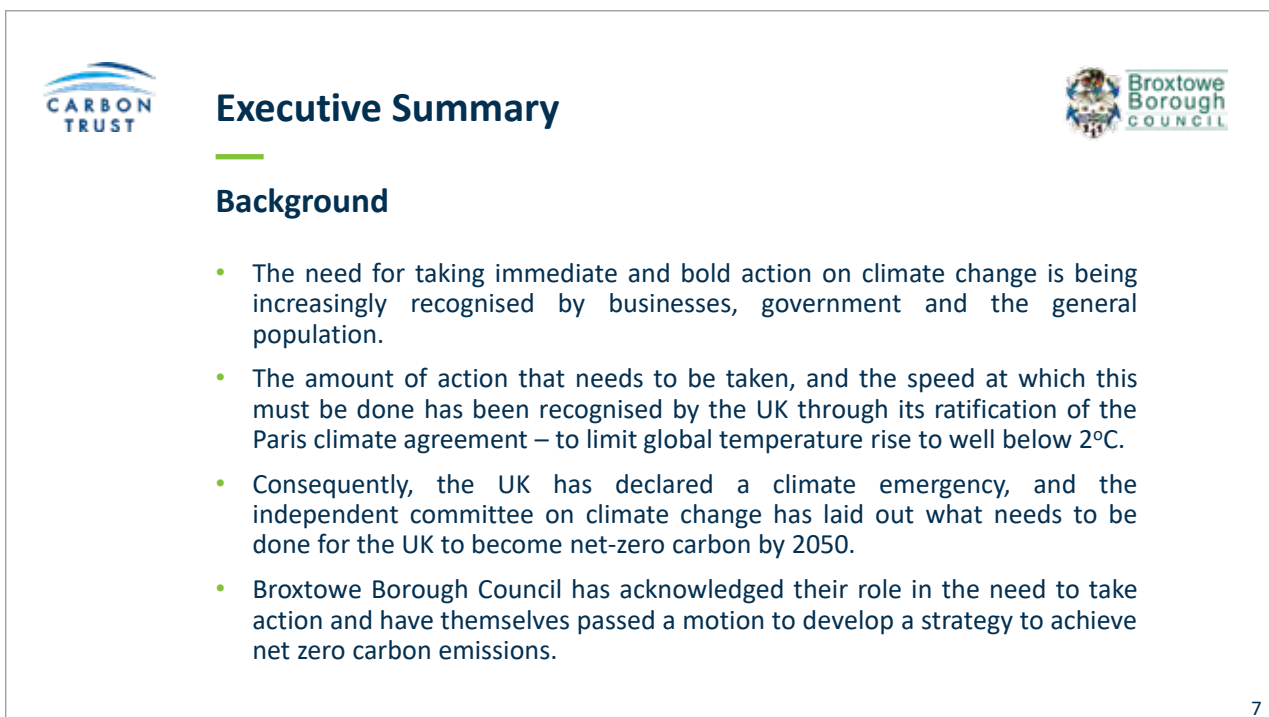 CARBON
TRUST
Executive Summary
Broxtowe
Borough
COUNCIL
Background
• The need for taking immediate and bold action on climate change is being
increasingly recognised by businesses, government and the general
population.
• The amount of action that needs to be taken, and the speed at which this
must be done has been recognised by the UK through its ratification of the
Paris climate agreement – to limit global temperature rise to well below 2ºC.
• Consequently, the UK has declared a climate emergency, and the
independent committee on climate change has laid out what needs to be
done for the UK to become net-zero carbon by 2050.
• Broxtowe Borough Council has acknowledged their role in the need to take
action and have themselves passed a motion to develop a strategy to achieve
net zero carbon emissions.
7